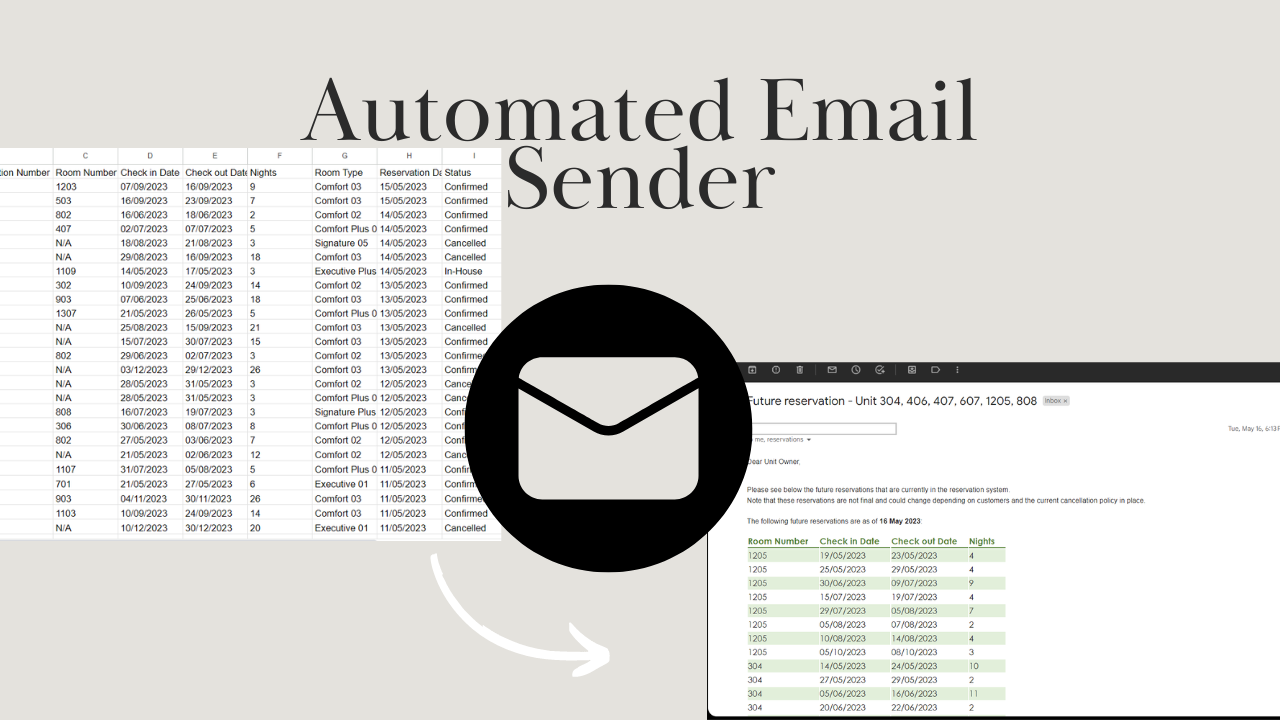 Automated Email
Sender
C D E F G H I
tion Number Room Number Check in Date Check out Date Nights Room Type Reservation Da Status
1203 07/09/2023 16/09/2023 9 Comfort 03 15/05/2023 Confirmed
503 16/09/2023 23/09/2023 7 Comfort 03 15/05/2023 Confirmed
802 16/06/2023 18/06/2023 2 Comfort 02 14/05/2023 Confirmed
407 02/07/2023 07/07/2023 5 Comfort Plus 0 14/05/2023 Confirmed
N/A 18/08/2023 21/08/2023 3 Signature 05 14/05/2023 Cancelled
N/A 29/08/2023 16/09/2023 18 Comfort 03 14/05/2023 Cancelled
1109 14/05/2023 17/05/2023 3 Executive Plus 14/05/2023 In-House
302 10/09/2023 24/09/2023 14 Comfort 02 13/05/2023 Confirmed
903 07/06/2023 25/06/2023 18 Comfort 03 13/05/2023 Confirmed
1307 21/05/2023 26/05/2023 5 Comfort Plus 0 13/05/2023 Confirmed
N/A 25/08/2023 15/09/2023 21 Comfort 03 13/05/2023 Cancelled
N/A 15/07/2023 30/07/2023 15 Comfort 03 13/05/2023 Confirmed
802 29/06/2023 02/07/2023 3 Comfort 02 13/05/2023 Confirme
N/A 03/12/2023 29/12/2023 26 Comfort 03 13/05/2023 Confirm
N/A 28/05/2023 31/05/2023 3 Comfort 02 12/05/2023 Cance
N/A 28/05/2023 31/05/2023 3 Comfort Plus 0 12/05/2023 Cance
808 16/07/2023 19/07/2023 3 Signature Plus 12/05/2023 Confir
306 30/06/2023 08/07/2023 8 Comfort Plus 0 12/05/2023 Confir
802 27/05/2023 03/06/2023 7 Comfort 02 12/05/2023 Confir
N/A 21/05/2023 02/06/2023 12 Comfort 02 12/05/2023 Cance
1107 31/07/2023 05/08/2023 5 Comfort Plus 0 11/05/2023 Confirm
701 21/05/2023 27/05/2023 6 Executive 01 11/05/2023 Confirm
903 04/11/2023 30/11/2023 26 Comfort 03 11/05/2023 Confirme
1103 10/09/2023 24/09/2023 14 Comfort 03 11/05/2023 Confirmed
N/A 10/12/2023 30/12/2023 20 Executive 01 11/05/2023 Cancelled
Future reservation - Unit 304, 406, 407, 607, 1205, 808 Inbox ×
Tue, May 16, 6:13
me, reservations
Dear Unit Owner,
Please see below the future reservations that are currently in the reservation system.
Note that these reservations are not final and could change depending on customers and the current cancellation policy in place.
The following future reservations are as of 16 May 2023
Room Number Check in Date Check out Date Nights
1205 19/05/2023 23/05/2023 4
1205 25/05/2023 29/05/2023 4
1205 30/06/2023 09/07/2023 9
1205 15/07/2023 19/07/2023 4
1205 29/07/2023 05/08/2023 7
1205 05/08/2023 07/08/2023 2
1205 10/08/2023 14/08/2023 4
1205 05/10/2023 08/10/2023 3
304 14/05/2023 24/05/2023 10
304 27/05/2023 29/05/2023 2
304 05/06/2023 16/06/2023 11
304 20/06/2023 22/06/2023 2